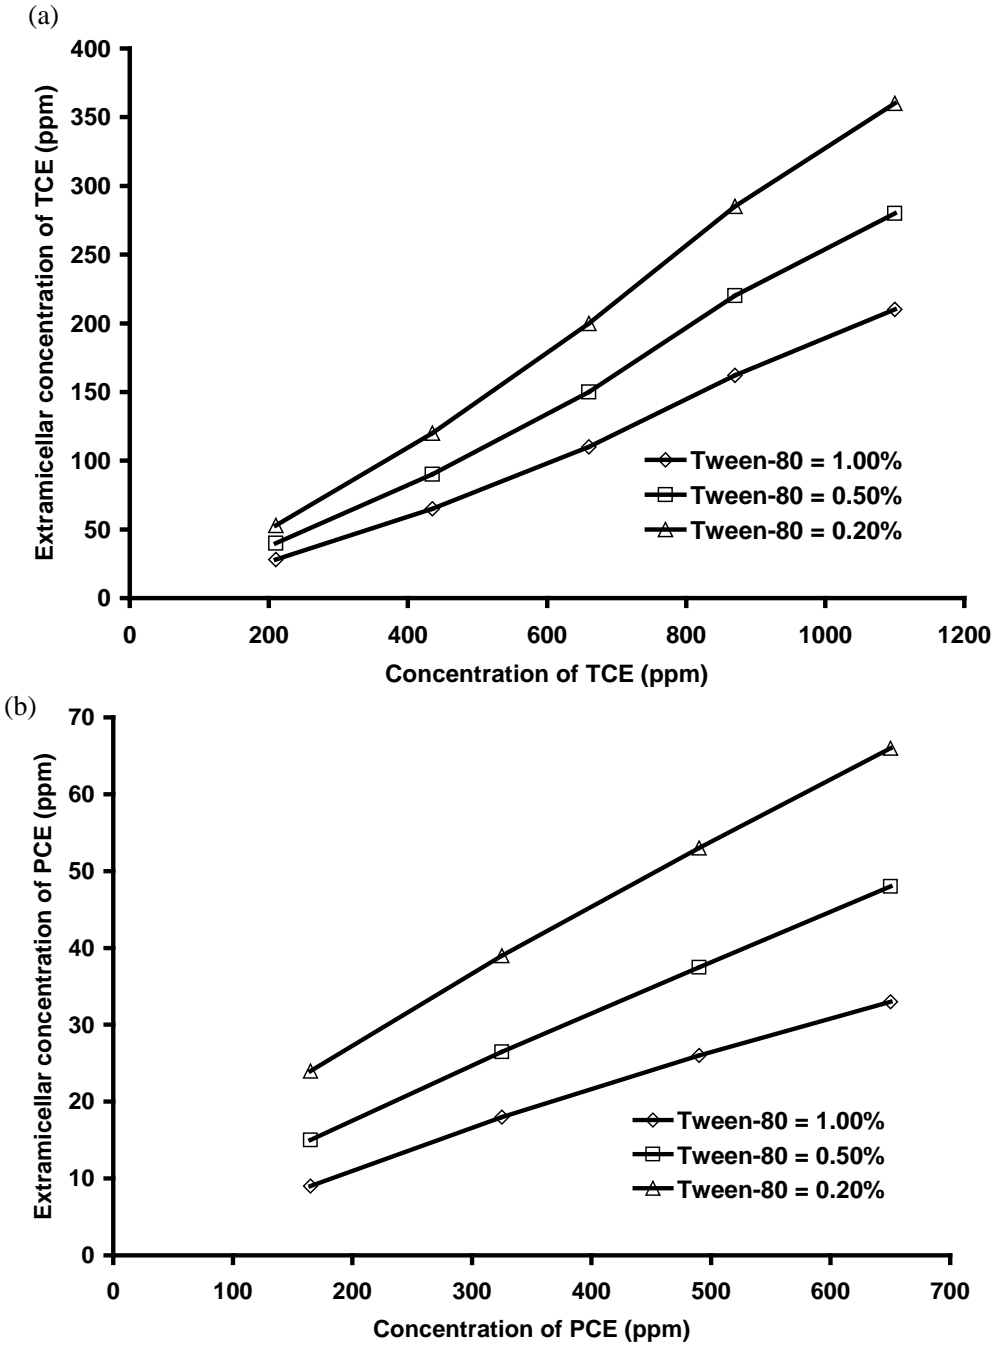 (a)
Extramicellar concentration of TCE (ppm)
400
350
300
250
200
150
100
50
0
Tween-80 = 1.00%
Tween-80 = 0.50%
Tween-80 = 0.20%
0 200 400 600 800 1000 1200
Concentration of TCE (ppm)
(b)
Extramicellar concentration of PCE (ppm)
70
60
50
40
30
20
10
0
Tween-80 = 1.00%
Tween-80 = 0.50%
Tween-80 = 0.20%
0 100 200 300 400 500 600 700
Concentration of PCE (ppm)